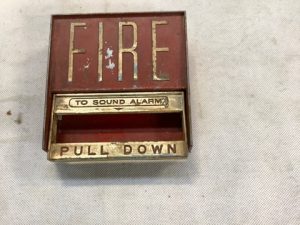 FIRE
TO SOUND ALARM
PULL DOWN